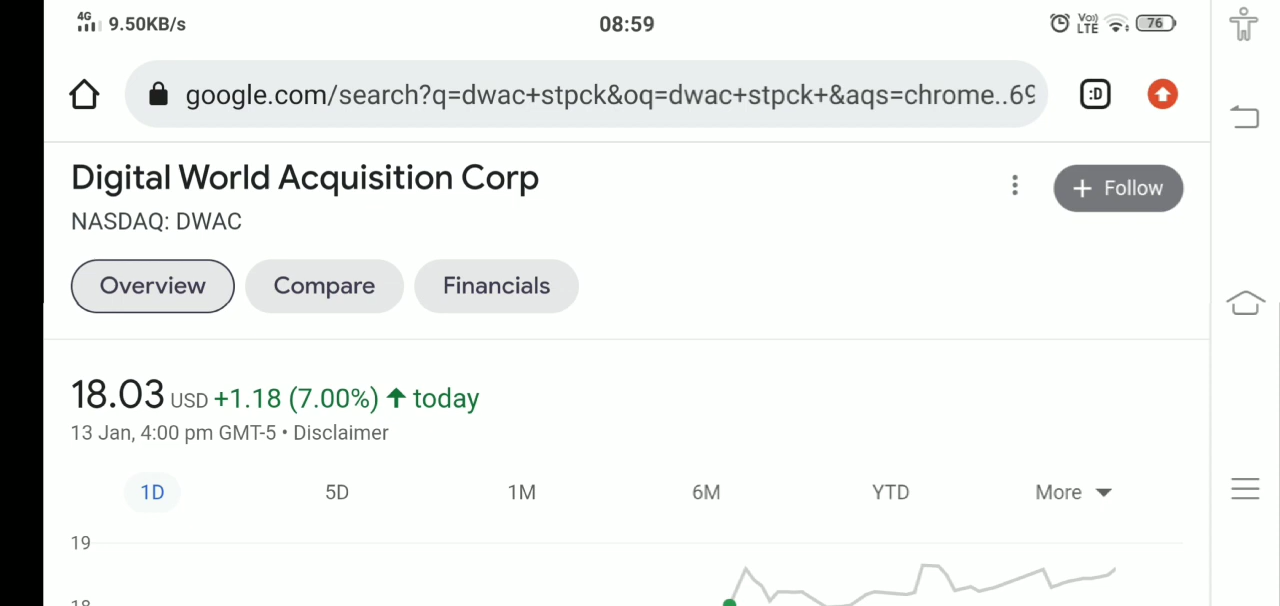 4G 9.50KB/s 08:59 Vo)) LTE 76
google.com/search?q=dwac+stpck&oq=dwac+stpck+&aqs=chrome..69
:D
Digital World Acquisition Corp
+ Follow
NASDAQ: DWAC
Overview Compare Financials
18.03 USD +1.18 (7.00%) ↑ today
13 Jan, 4:00 pm GMT-5 • Disclaimer
1D 5D 1M 6M YTD More
19
18